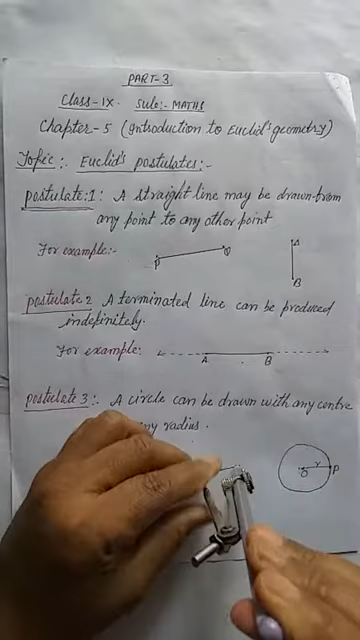 PART-3
Class-IX. Sub:- MATHS
Chapter-5 (Introduction to Euclid's geometry)
Topic:. Euclid's postulates:-
Postulate:1: A straight line may be drawn from
any point to any other point
For example:-
P Q A B
Postulate 2 A terminated line can be produced
indefinitely.
For example:
A B
Postulate 3:. A circle can be drawn with any centre
any radius.
O r P